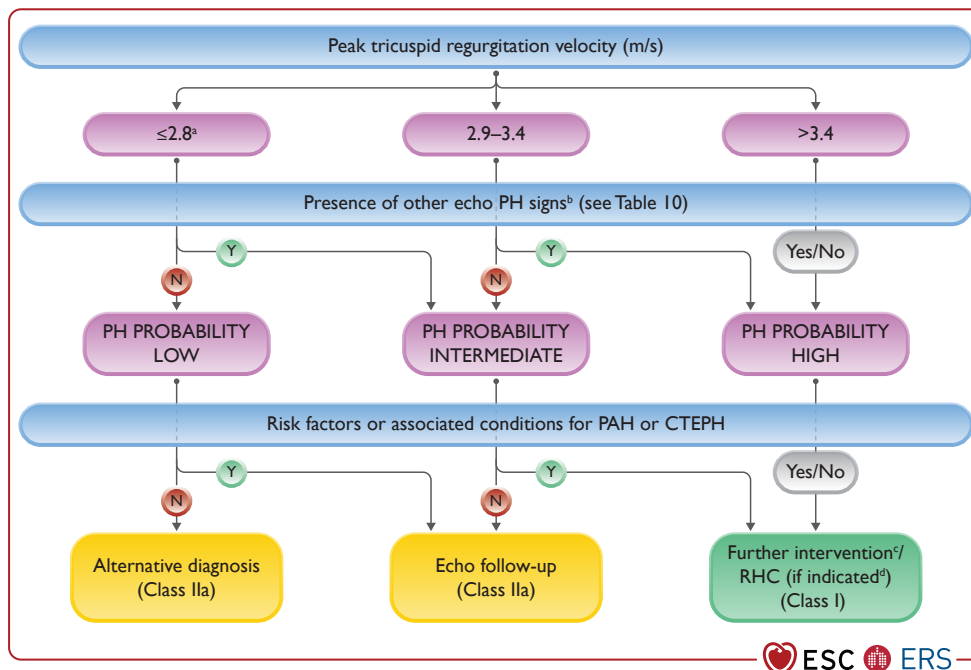 Peak tricuspid regurgitation velocity (m/s)
≤2.8ᵃ
2.9–3.4
>3.4
Presence of other echo PH signsᵇ (see Table 10)
Y
Y
Yes/No
N
N
PH PROBABILITY
LOW
PH PROBABILITY
INTERMEDIATE
PH PROBABILITY
HIGH
Risk factors or associated conditions for PAH or CTEPH
Y
Y
Yes/No
N
N
Alternative diagnosis
(Class IIa)
Echo follow-up
(Class IIa)
Further interventionᶜ/
RHC (if indicatedᵈ)
(Class I)
ESC ERS